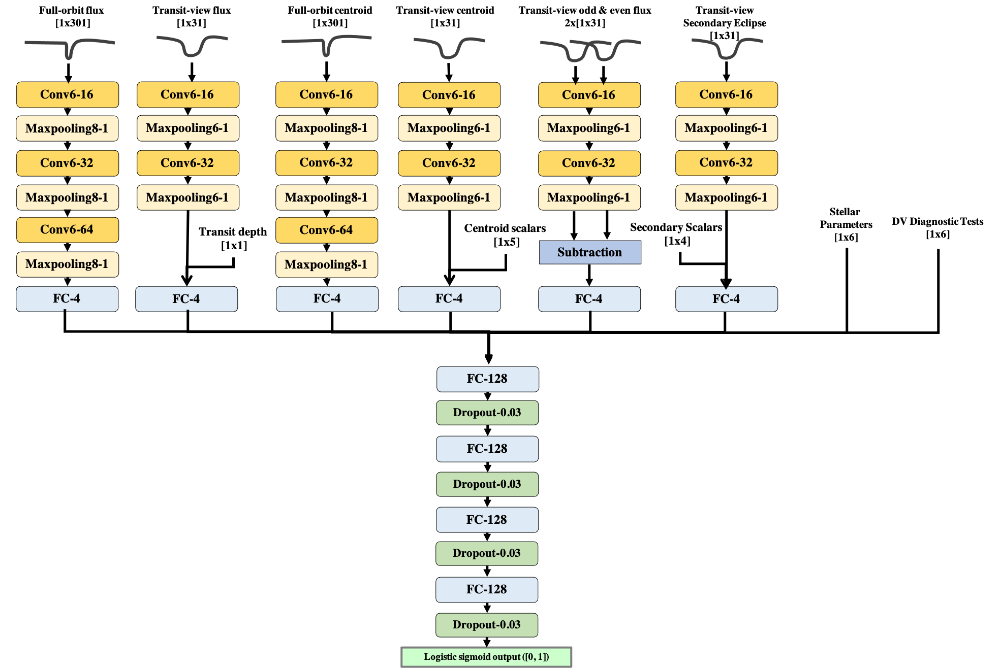 Full-orbit flux
[1x301]
Transit-view flux
[1x31]
Full-orbit centroid
[1x301]
Transit-view centroid
[1x31]
Transit-view odd & even flux
2x[1x31]
Transit-view
Secondary Eclipse
[1x31]
Conv6-16
Conv6-16
Conv6-16
Conv6-16
Conv6-16
Conv6-16
Maxpooling8-1
Maxpooling6-1
Maxpooling8-1
Maxpooling6-1
Maxpooling6-1
Maxpooling6-1
Conv6-32
Conv6-32
Conv6-32
Conv6-32
Conv6-32
Conv6-32
Maxpooling8-1
Maxpooling6-1
Maxpooling8-1
Maxpooling6-1
Maxpooling6-1
Maxpooling6-1
Stellar
Parameters
[1x6]
DV Diagnostic Tests
[1x6]
Conv6-64
Transit depth
[1x1]
Conv6-64
Centroid scalars
[1x5]
Secondary Scalars
[1x4]
Subtraction
Maxpooling8-1
Maxpooling8-1
FC-4
FC-4
FC-4
FC-4
FC-4
FC-4
FC-128
Dropout-0.03
FC-128
Dropout-0.03
FC-128
Dropout-0.03
FC-128
Dropout-0.03
Logistic sigmoid output ([0, 1])